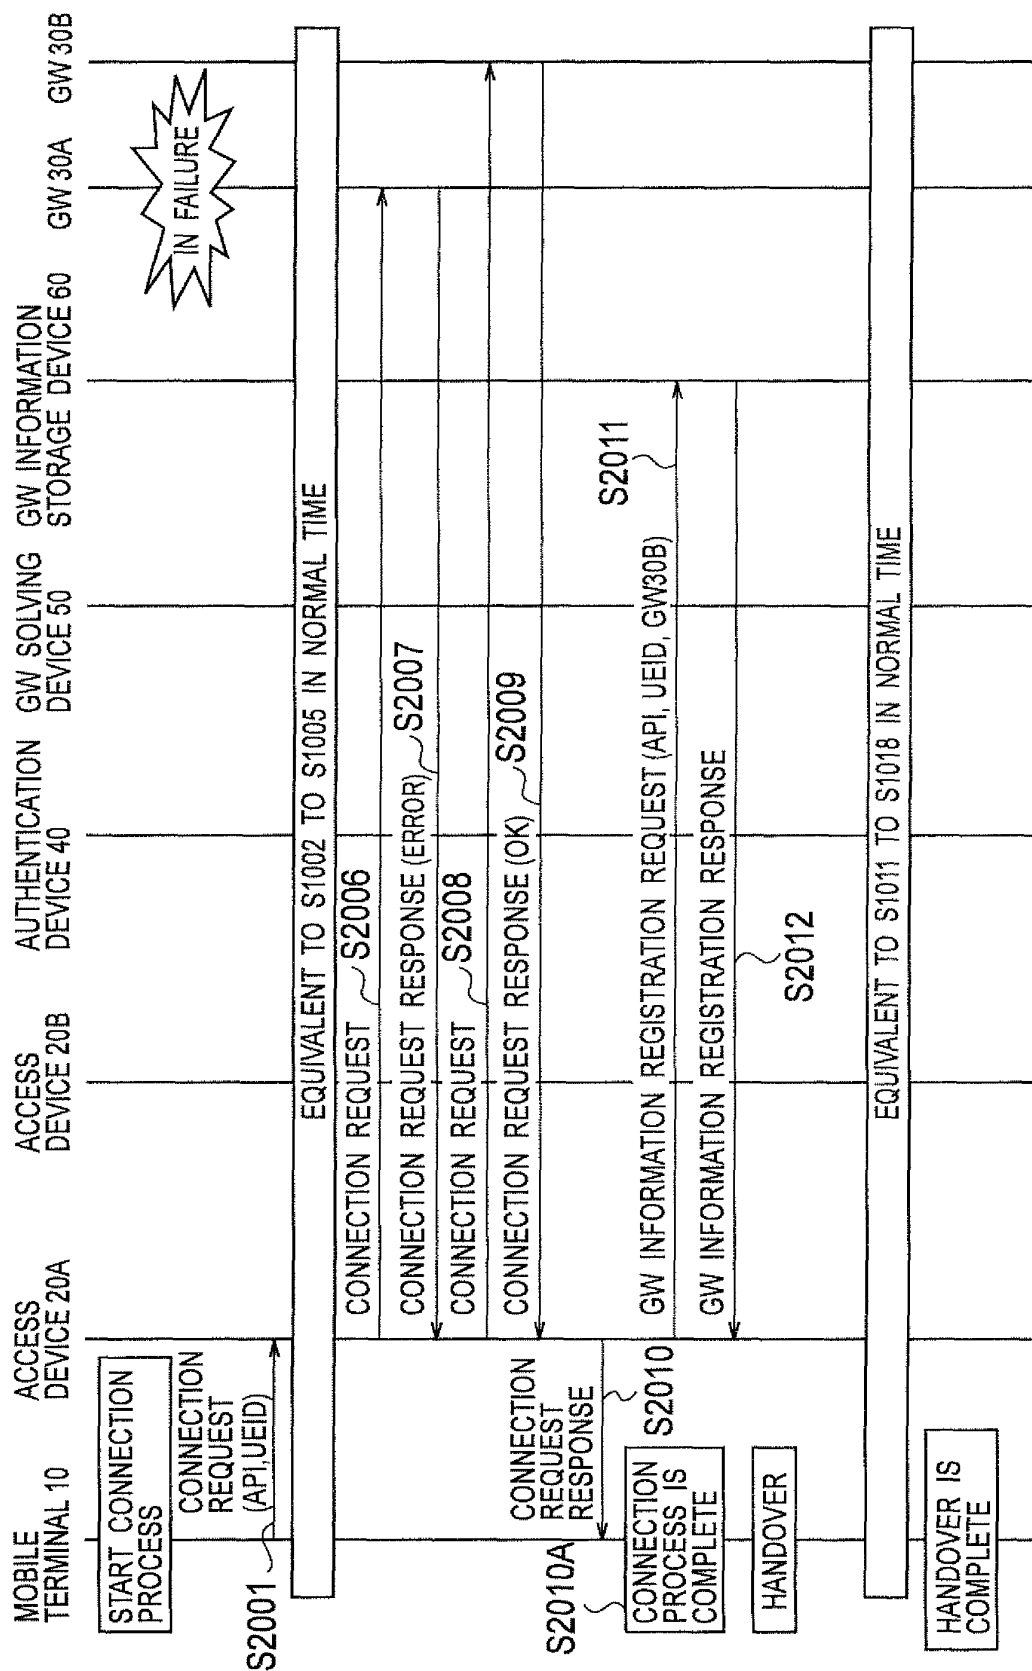 MOBILE
TERMINAL 10
ACCESS
DEVICE 20A
ACCESS
DEVICE 20B
AUTHENTICATION
DEVICE 40
GW SOLVING
DEVICE 50
GW INFORMATION
STORAGE DEVICE 60
GW 30A
GW 30B
IN FAILURE
START CONNECTION
PROCESS
CONNECTION
REQUEST
(API,UEID)
S2001
EQUIVALENT TO S1002 TO S1005 IN NORMAL TIME
CONNECTION REQUEST
S2006
CONNECTION REQUEST RESPONSE (ERROR)
S2007
CONNECTION REQUEST
S2008
CONNECTION REQUEST RESPONSE (OK)
S2009
CONNECTION
REQUEST
RESPONSE
S2010
S2010A
CONNECTION
PROCESS IS
COMPLETE
GW INFORMATION REGISTRATION REQUEST (API, UEID, GW30B)
S2011
GW INFORMATION REGISTRATION RESPONSE
S2012
HANDOVER
EQUIVALENT TO S1011 TO S1018 IN NORMAL TIME
HANDOVER IS
COMPLETE